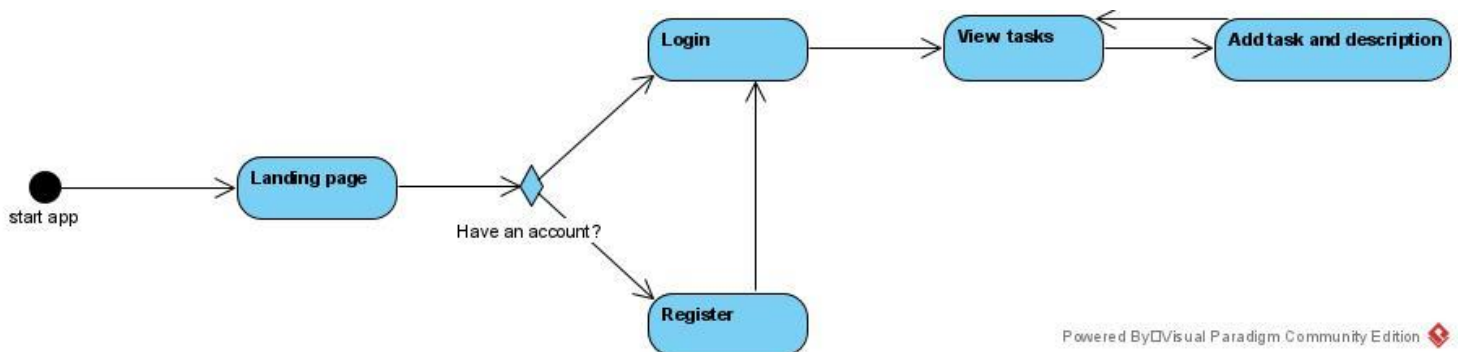 Login
View tasks
Add task and description
Landing page
start app
Have an account?
Register
Powered By Visual Paradigm Community Edition